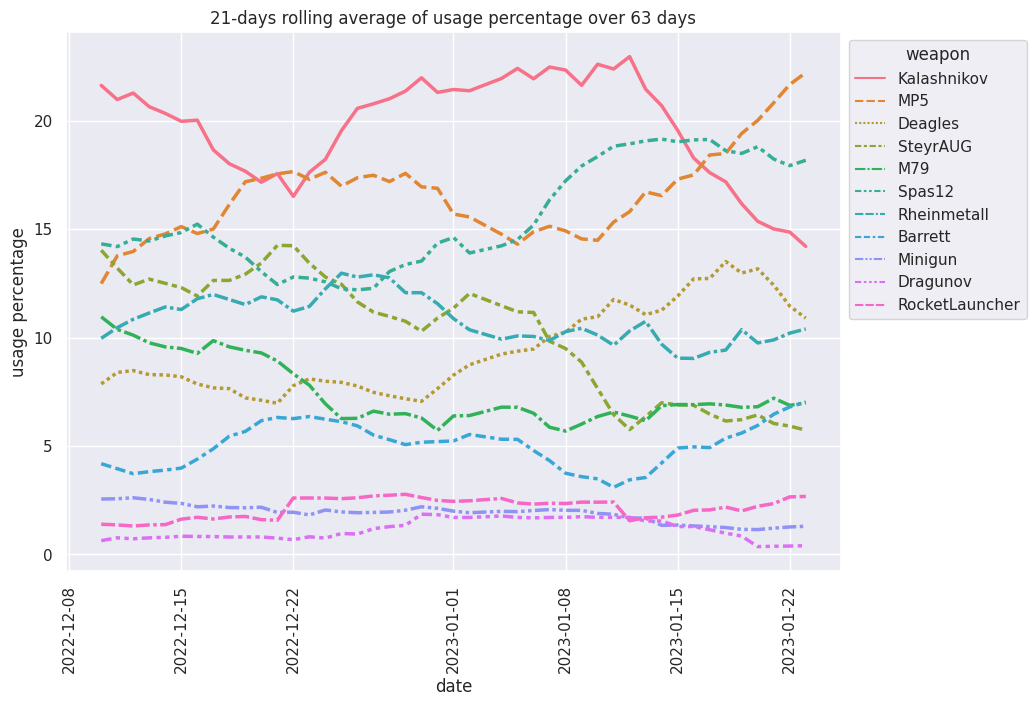 21-days rolling average of usage percentage over 63 days
usage percentage
20
15
10
5
0
2022-12-08
2022-12-15
2022-12-22
2023-01-01
2023-01-08
2023-01-15
2023-01-22
date
weapon
Kalashnikov
MP5
Deagles
SteyrAUG
M79
Spas12
Rheinmetall
Barrett
Minigun
Dragunov
RocketLauncher